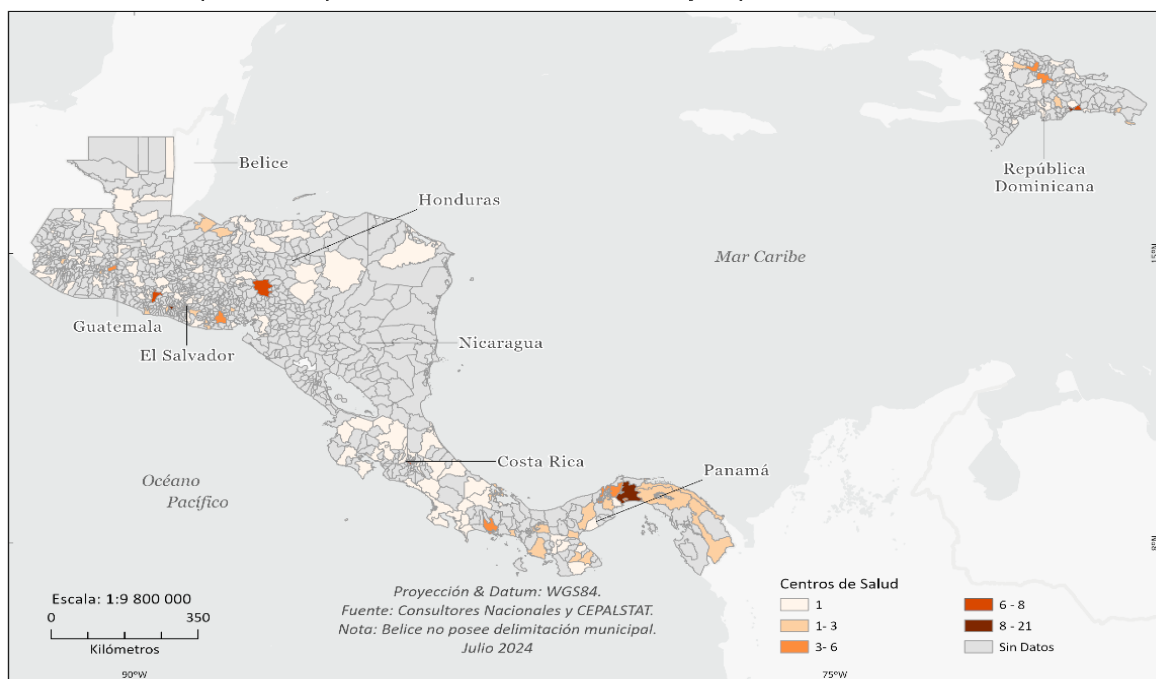 Belice
Honduras
República
Dominicana
Mar Caribe
Guatemala
El Salvador
Nicaragua
Costa Rica
Panamá
Océano
Pacífico
Escala: 1:9 800 000
0 350
Kilómetros
Proyección & Datum: WGS84.
Fuente: Consultores Nacionales y CEPALSTAT.
Nota: Belice no posee delimitación municipal.
Julio 2024
Centros de Salud
1
1- 3
3- 6
6 - 8
8 - 21
Sin Datos
90°W
75°W
15°N
8°N